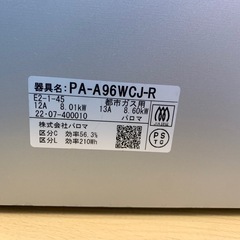 器具名: PA-A96WCJ-R
E2-1-45 都市ガス用
12A 8.01kW 13A 8.60kW
22・07-400010 パロマ
株式会社 パロマ
区分C 効率56.3%
区分L 効率210Wh
PS
TG